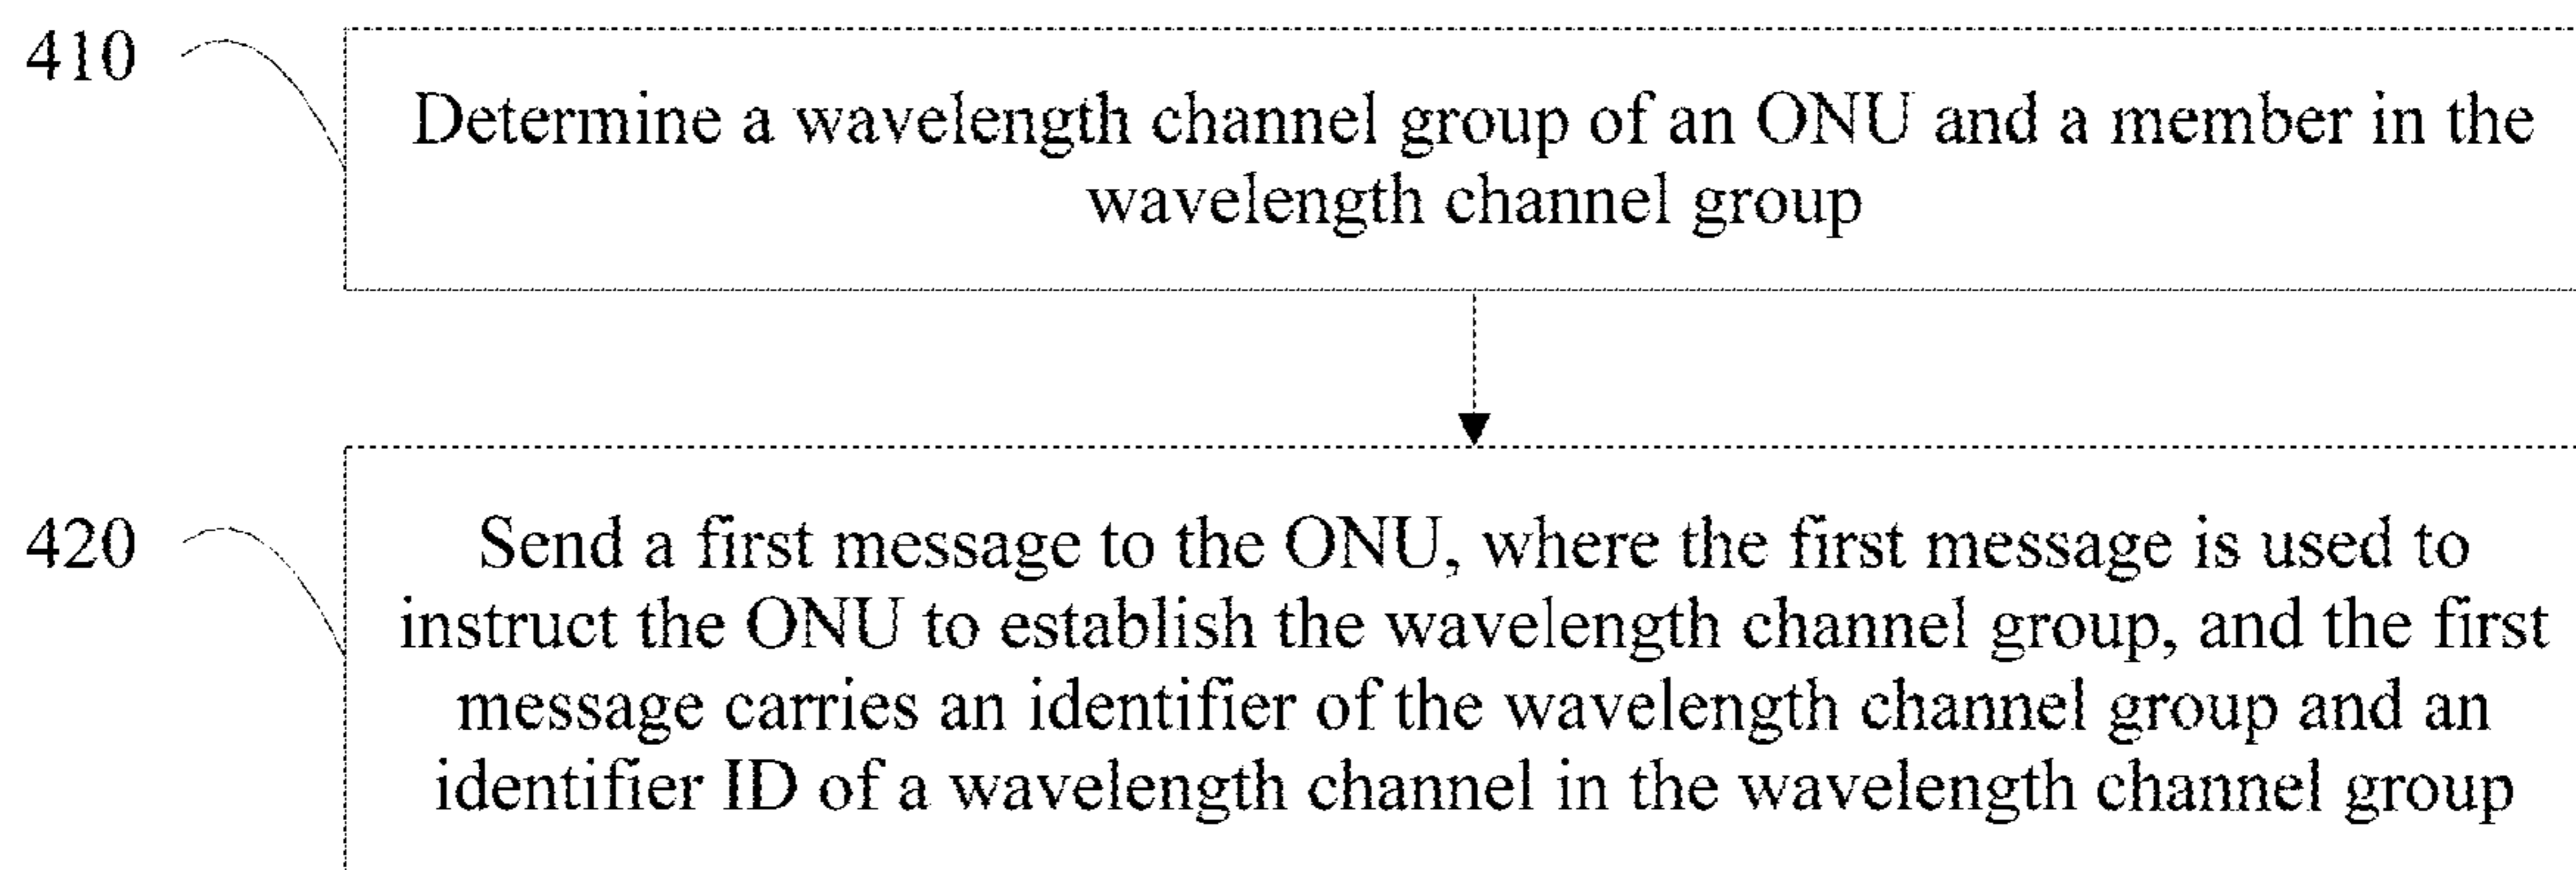 410
Determine a wavelength channel group of an ONU and a member in the
wavelength channel group
420
Send a first message to the ONU, where the first message is used to
instruct the ONU to establish the wavelength channel group, and the first
message carries an identifier of the wavelength channel group and an
identifier ID of a wavelength channel in the wavelength channel group